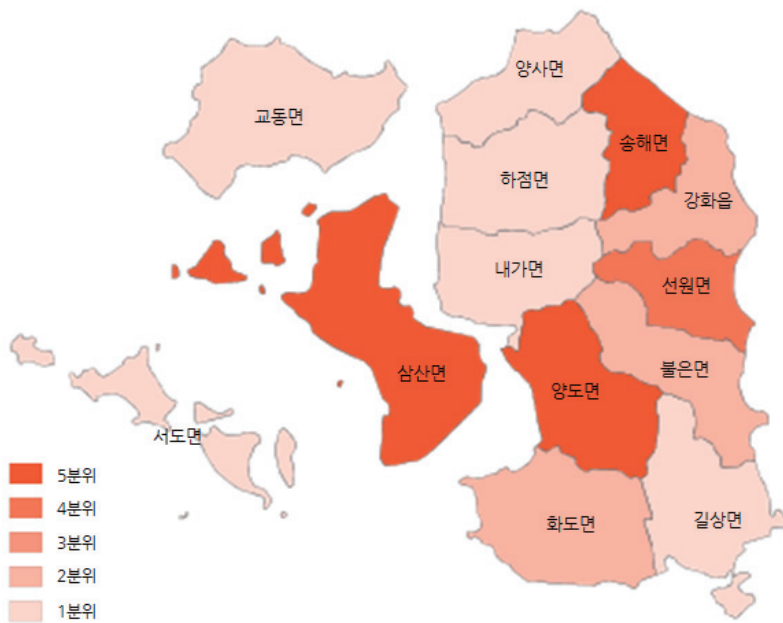 양사면
교동면
송해면
하점면
강화읍
내가면
선원면
불은면
삼산면
양도면
서도면
화도면
길상면
5분위
4분위
3분위
2분위
1분위